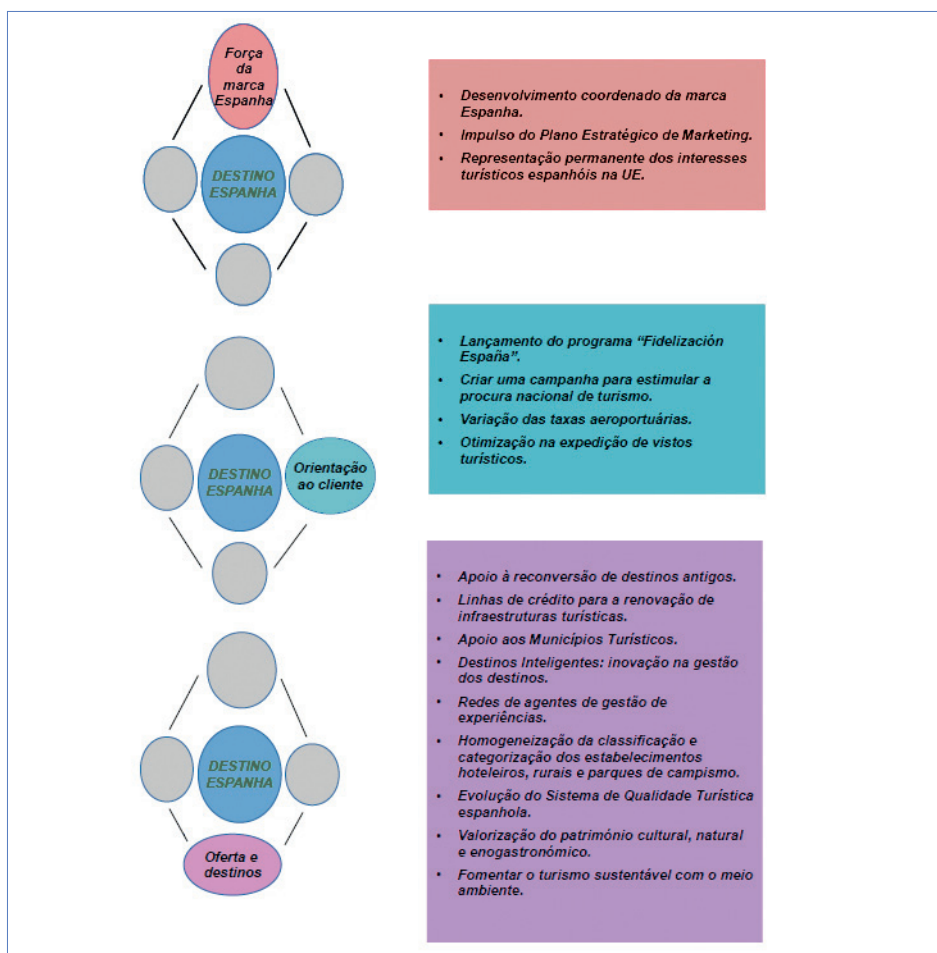 Força
da
marca
Espanha
DESTINO
ESPANHA
• Desenvolvimento coordenado da marca
Espanha.
• Impulso do Plano Estratégico de Marketing.
• Representação permanente dos interesses
turísticos espanhóis na UE.
DESTINO
ESPANHA
Orientação
ao cliente
• Lançamento do programa “Fidelización
España”.
• Criar uma campanha para estimular a
procura nacional de turismo.
• Variação das taxas aeroportuárias.
• Otimização na expedição de vistos
turísticos.
DESTINO
ESPANHA
Oferta e
destinos
• Apoio à reconversão de destinos antigos.
• Linhas de crédito para a renovação de
infraestruturas turísticas.
• Apoio aos Municípios Turísticos.
• Destinos Inteligentes: inovação na gestão
dos destinos.
• Redes de agentes de gestão de
experiências.
• Homogeneização da classificação e
categorização dos estabelecimentos
hoteleiros, rurais e parques de campismo.
• Evolução do Sistema de Qualidade Turística
espanhola.
• Valorização do património cultural, natural
e enogastronómico.
• Fomentar o turismo sustentável com o meio
ambiente.